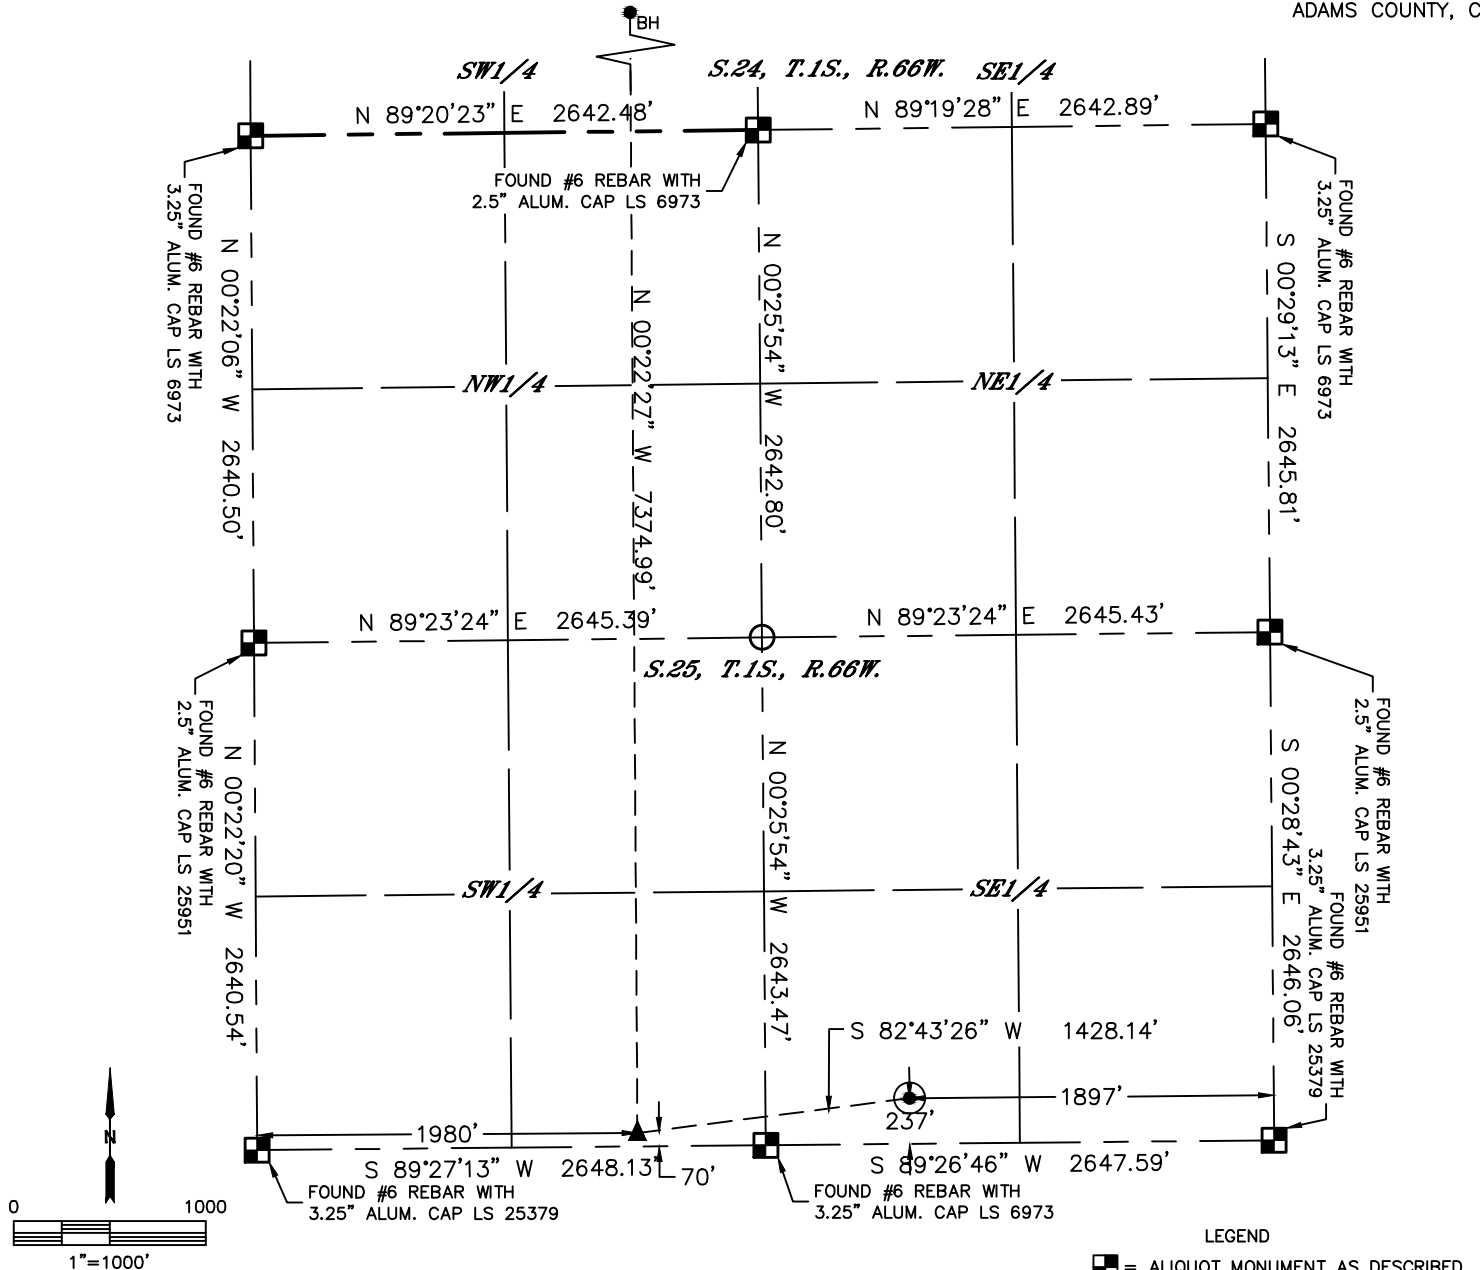 ADAMS COUNTY, C
BH
SW1/4
S.24, T.1S., R.66W.
SE1/4
N 89°20'23" E 2642.48'
N 89°19'28" E 2642.89'
FOUND #6 REBAR WITH
2.5" ALUM. CAP LS 6973
FOUND #6 REBAR WITH
3.25" ALUM. CAP LS 6973
FOUND #6 REBAR WITH
3.25" ALUM. CAP LS 6973
N 00°22'06" W 2640.50'
N 00°22'27" W 7374.99'
N 00°25'54" W 2642.80'
S 00°29'13" E 2645.81'
NW1/4
NE1/4
N 89°23'24" E 2645.39'
N 89°23'24" E 2645.43'
S.25, T.1S., R.66W.
FOUND #6 REBAR WITH
2.5" ALUM. CAP LS 25951
FOUND #6 REBAR WITH
2.5" ALUM. CAP LS 25951
N 00°22'20" W 2640.54'
N 00°25'54" W 2643.47'
S 00°28'43" E 2646.06'
FOUND #6 REBAR WITH
3.25" ALUM. CAP LS 25379
SW1/4
SE1/4
S 82°43'26" W 1428.14'
1897'
237'
1980'
N
S 89°27'13" W 2648.13'
70'
S 89°26'46" W 2647.59'
FOUND #6 REBAR WITH
3.25" ALUM. CAP LS 25379
FOUND #6 REBAR WITH
3.25" ALUM. CAP LS 6973
0 1000
1"=1000'
LEGEND
= ALIQUOT MONUMENT AS DESCRIBED